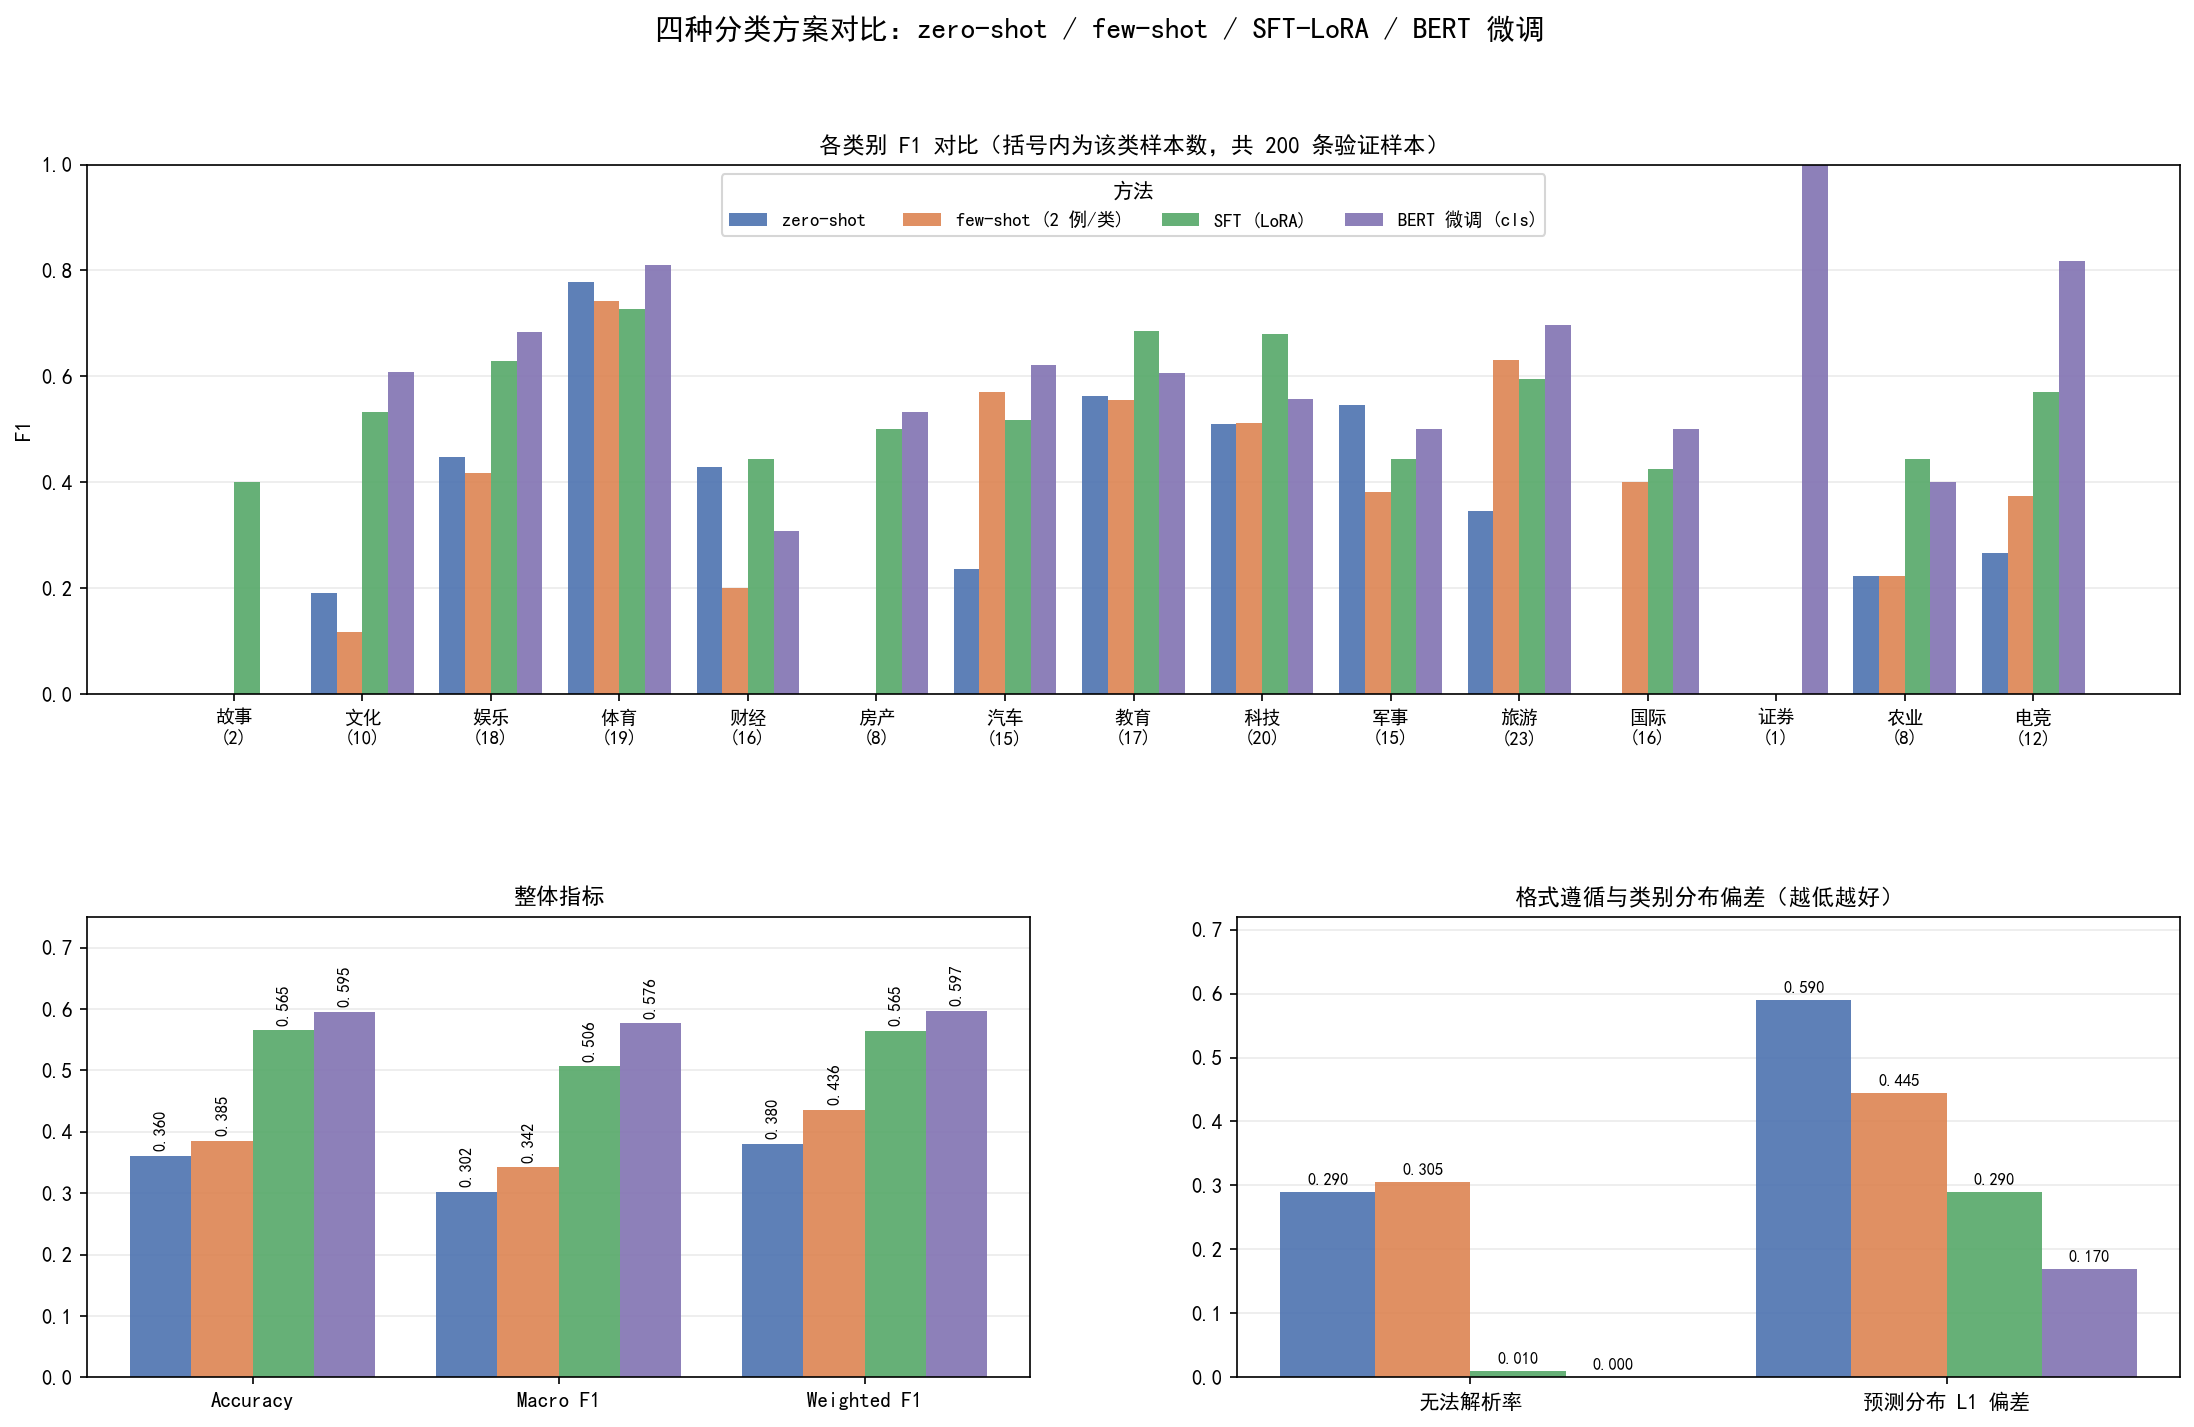 四种分类方案对比：zero-shot / few-shot / SFT-LoRA / BERT 微调
各类别 F1 对比（括号内为该类样本数，共 200 条验证样本）
方法
zero-shot few-shot (2 例/类) SFT (LoRA) BERT 微调 (cls)
F1
1.0
0.8
0.6
0.4
0.2
0.0
故事 文化 娱乐 体育 财经 房产 汽车 教育 科技 军事 旅游 国际 证券 农业 电竞
(2) (10) (18) (19) (16) (8) (15) (17) (20) (15) (23) (16) (1) (8) (12)
整体指标
0.7
0.6
0.5
0.4
0.3
0.2
0.1
0.0
0.360 0.385 0.565 0.595
0.302 0.342 0.506 0.576
0.380 0.436 0.565 0.597
Accuracy Macro F1 Weighted F1
格式遵循与类别分布偏差（越低越好）
0.7
0.6
0.5
0.4
0.3
0.2
0.1
0.0
0.290 0.305 0.010 0.000
0.590 0.445 0.290 0.170
无法解析率 预测分布 L1 偏差